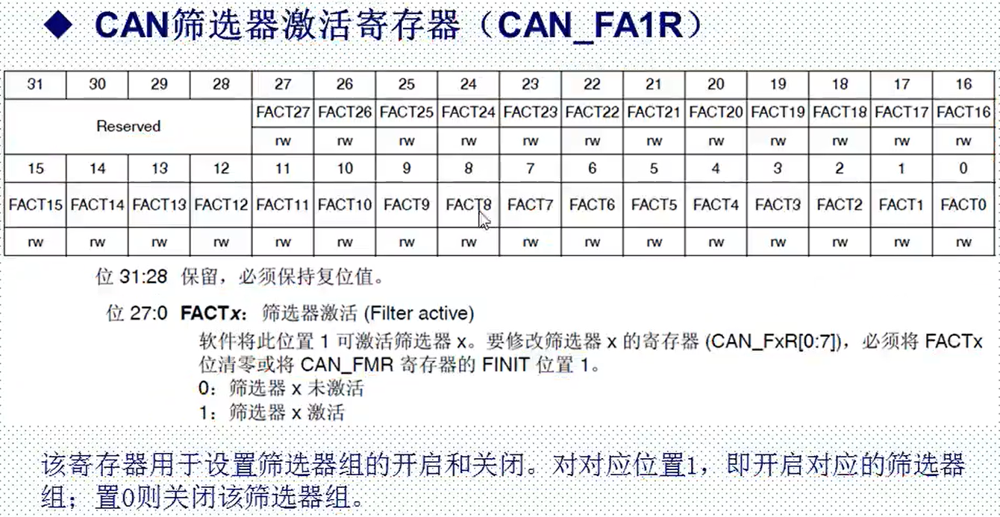 ◆ CAN筛选器激活寄存器（CAN_FA1R）
31 30 29 28 27 26 25 24 23 22 21 20 19 18 17 16
Reserved FACT27 FACT26 FACT25 FACT24 FACT23 FACT22 FACT21 FACT20 FACT19 FACT18 FACT17 FACT16
rw rw rw rw rw rw rw rw rw rw rw rw
15 14 13 12 11 10 9 8 7 6 5 4 3 2 1 0
FACT15 FACT14 FACT13 FACT12 FACT11 FACT10 FACT9 FACT8 FACT7 FACT6 FACT5 FACT4 FACT3 FACT2 FACT1 FACT0
rw rw rw rw rw rw rw rw rw rw rw rw rw rw rw rw
位 31:28 保留，必须保持复位值。
位 27:0 FACTx：筛选器激活 (Filter active)
软件将此位置 1 可激活筛选器 x。要修改筛选器 x 的寄存器 (CAN_FxR[0:7])，必须将 FACTx
位清零或将 CAN_FMR 寄存器的 FINIT 位置 1。
0：筛选器 x 未激活
1：筛选器 x 激活
该寄存器用于设置筛选器组的开启和关闭。对对应位置1，即开启对应的筛选器
组；置0则关闭该筛选器组。